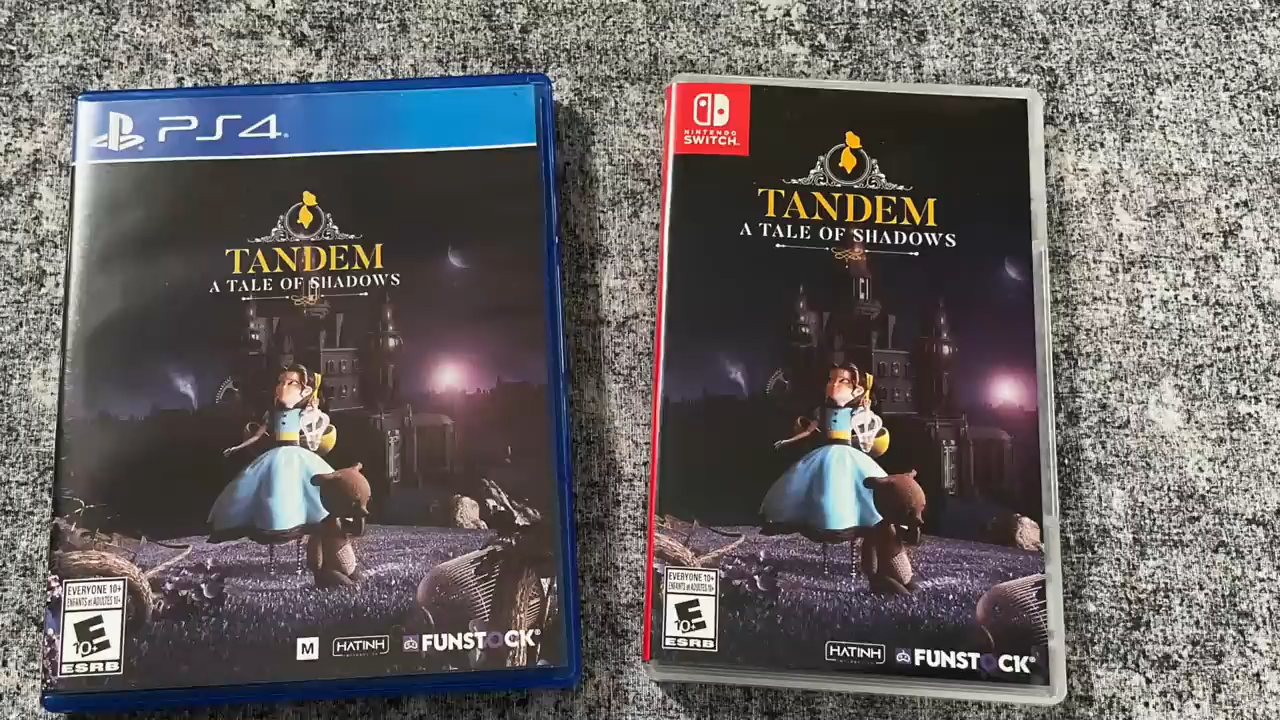 PS4
TANDEM
A TALE OF SHADOWS
EVERYONE 10+
ENFANTS et ADULTES 10+
E
10+
ESRB
M
HATINH
FUNSTOCK®
NINTENDO
SWITCH
TANDEM
A TALE OF SHADOWS
EVERYONE 10+
ENFANTS et ADULTES 10+
E
10+
ESRB
HATINH
FUNSTOCK®